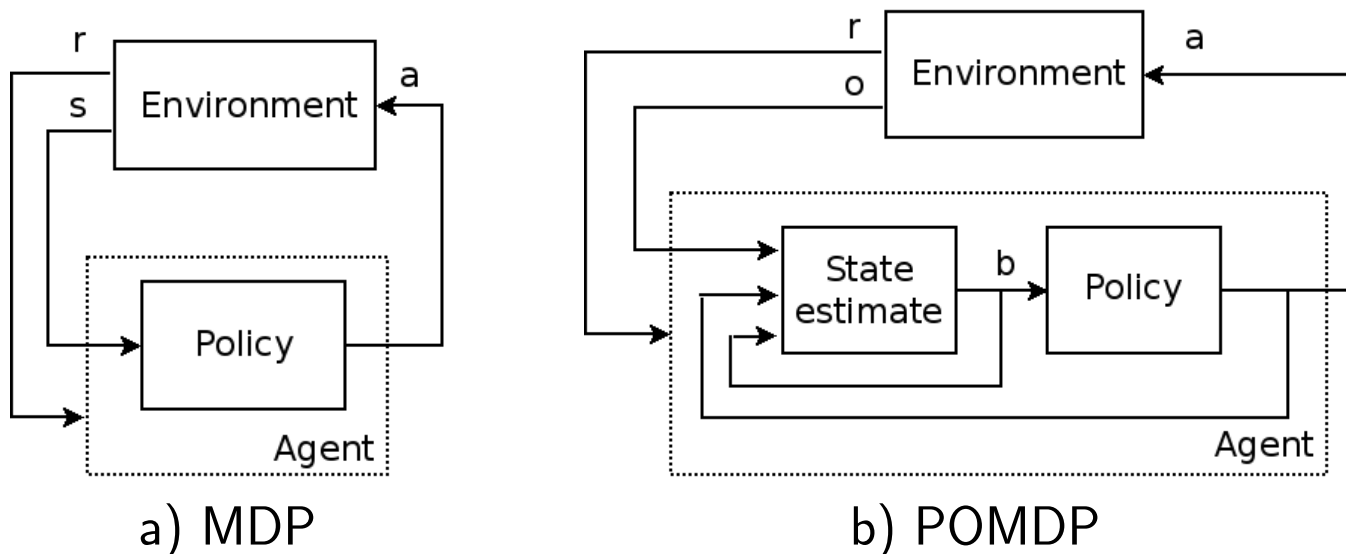 r
s
a
Environment
Policy
Agent
a) MDP
r
o
a
Environment
State
estimate
b
Policy
Agent
b) POMDP